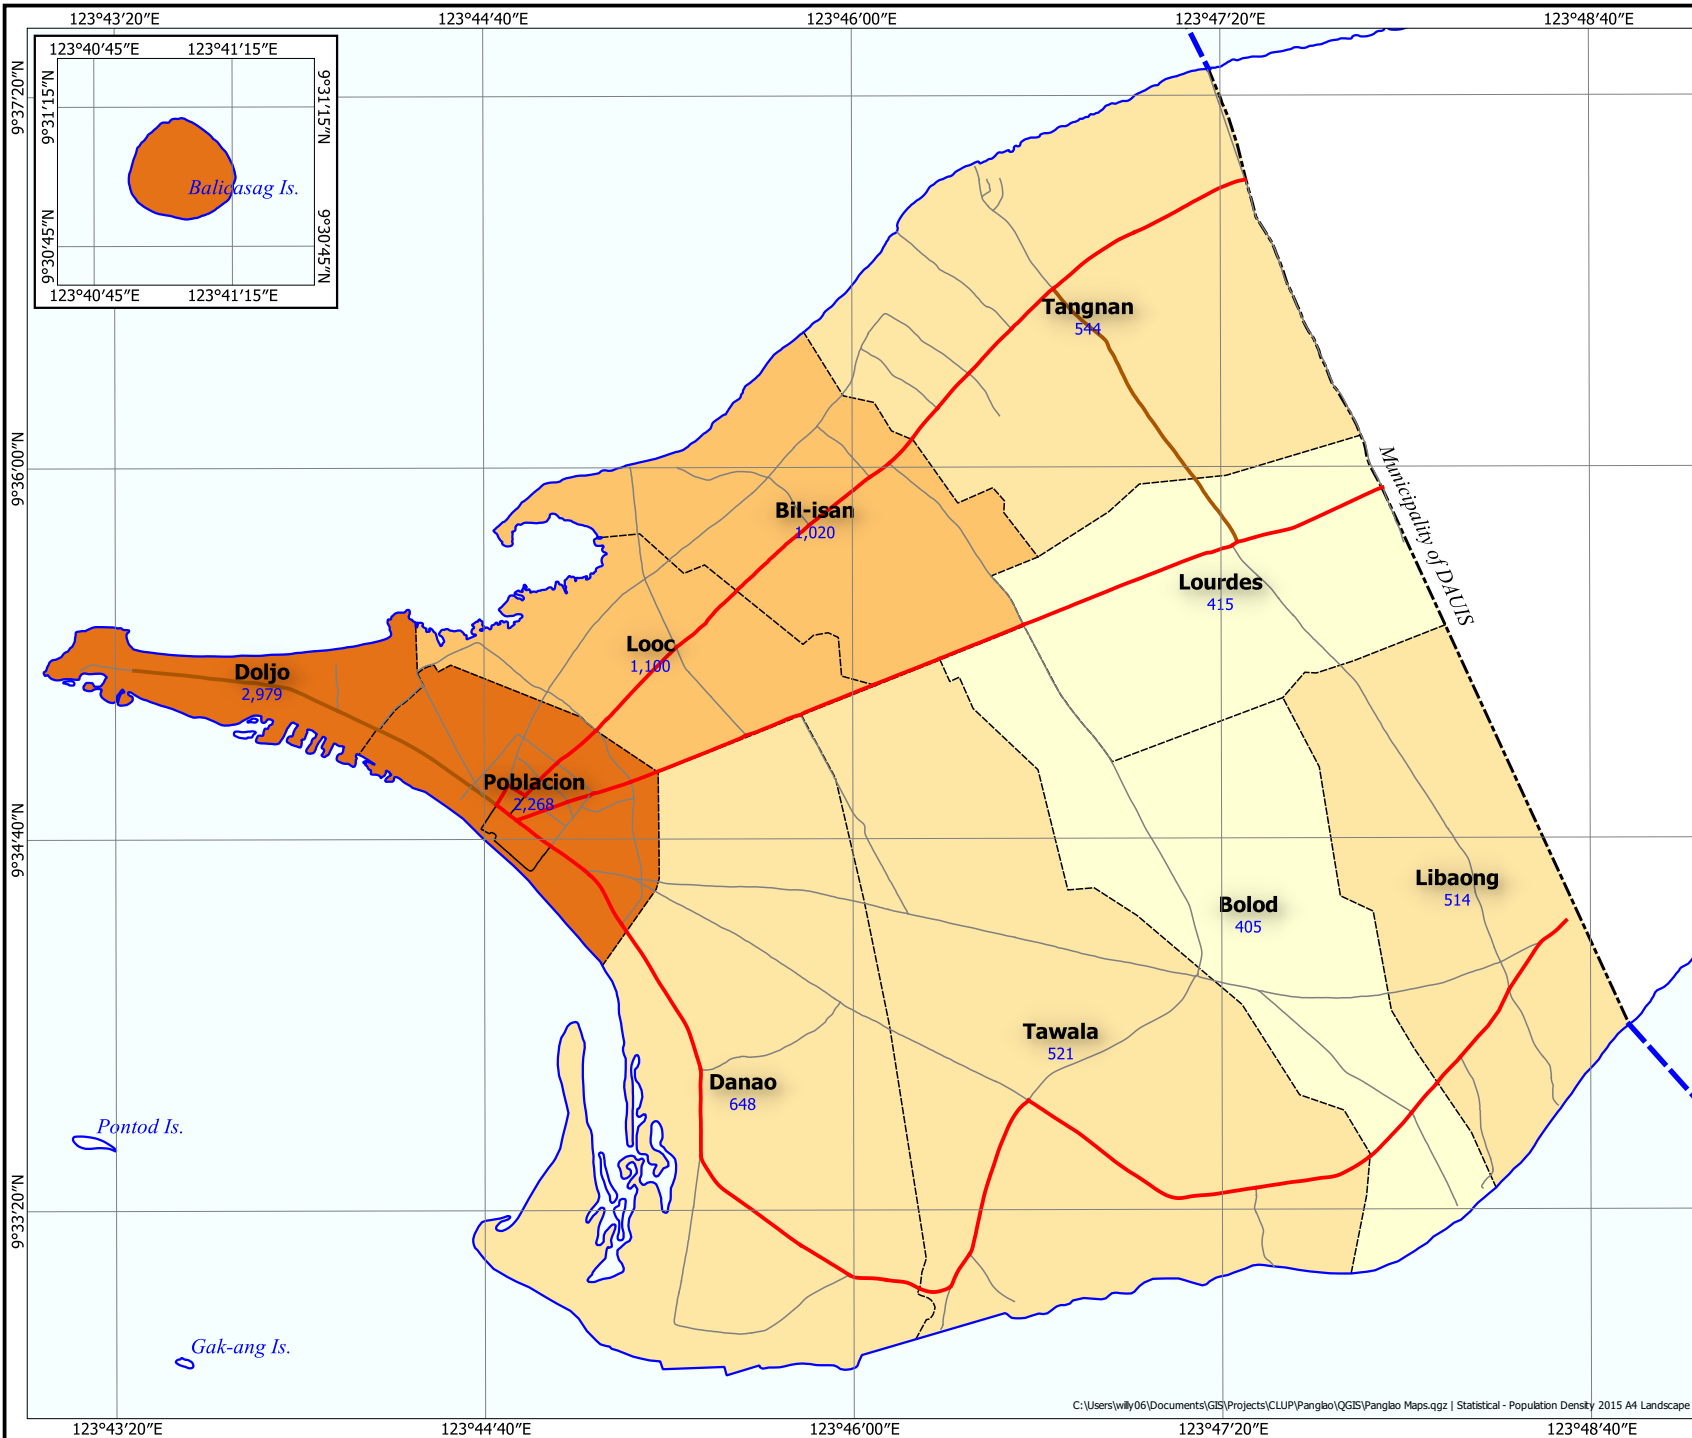 123°43′20″E 123°44′40″E 123°46′00″E 123°47′20″E 123°48′40″E
123°40′45″E 123°41′15″E
9°31′15″N
9°31′15″N
9°37′20″N
Balicasag Is.
9°30′45″N
9°30′45″N
123°40′45″E 123°41′15″E
Tangnan
544
9°36′00″N
Municipality of DAUIS
Bil-isan
1,020
Lourdes
415
Looc
1,100
Doljo
2,979
Poblacion
2,268
9°34′40″N
Libaong
514
Bolod
405
Tawala
521
Danao
648
Pontod Is.
9°33′20″N
Gak-ang Is.
C:\Users\willy06\Documents\GIS\Projects\CLUP\Panglao\QGIS\Panglao Maps.qgz | Statistical - Population Density 2015 A4 Landscape
123°43′20″E 123°44′40″E 123°46′00″E 123°47′20″E 123°48′40″E